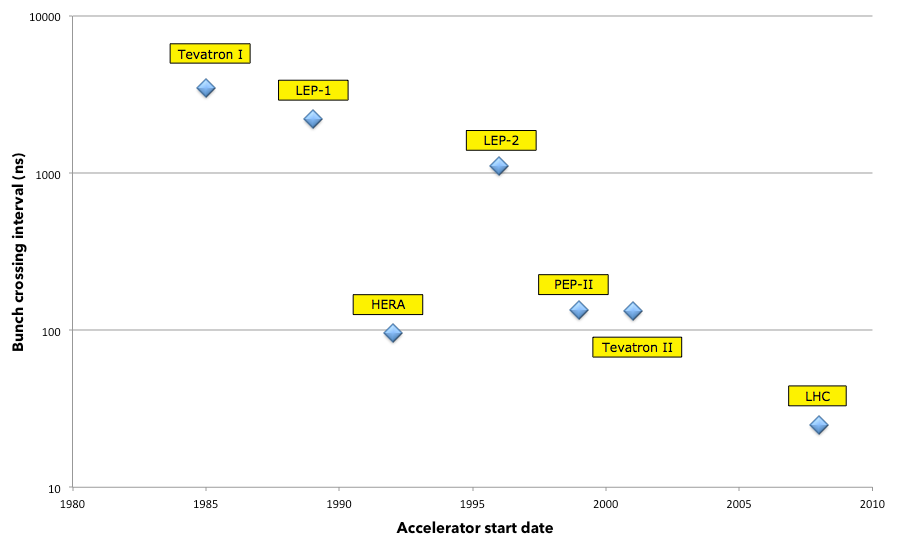 10000
Tevatron I
LEP-1
LEP-2
1000
Bunch crossing interval (ns)
PEP-II
HERA
100
Tevatron II
LHC
10
1980
1985
1990
1995
2000
2005
2010
Accelerator start date